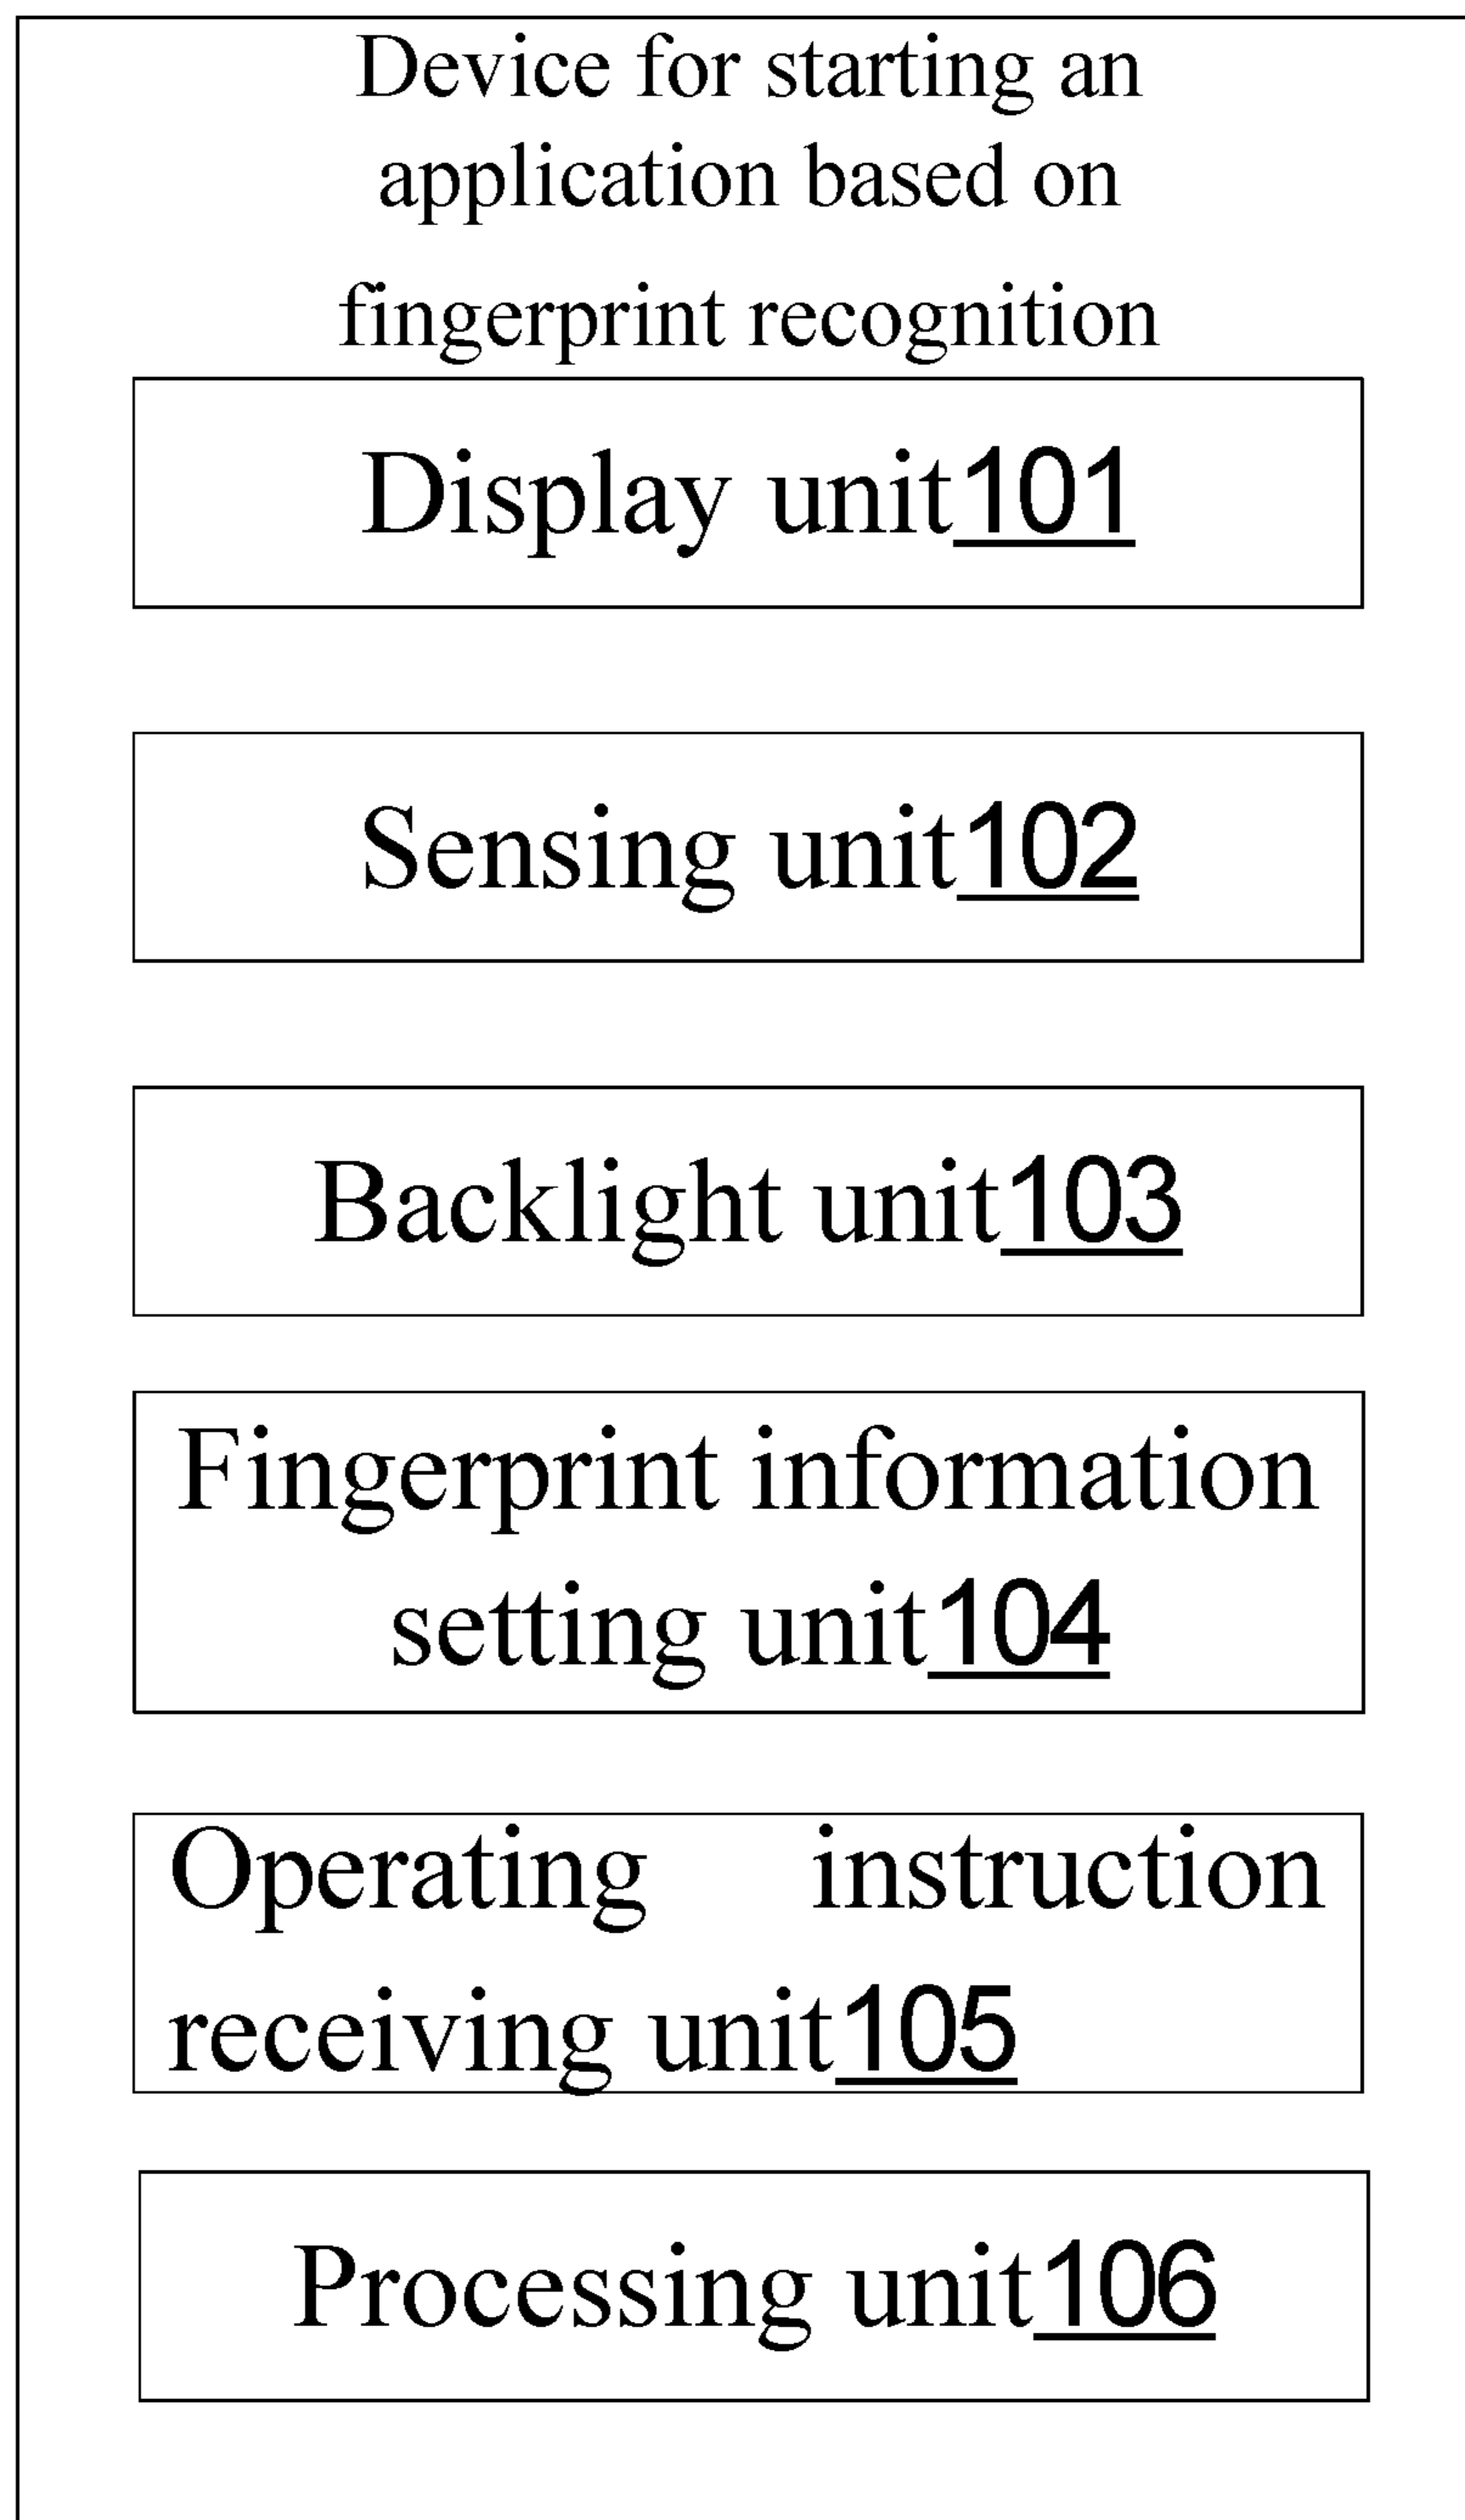 Device for starting an
application based on
fingerprint recognition
Display unit101
Sensing unit102
Backlight unit103
Fingerprint information
setting unit104
Operating instruction
receiving unit105
Processing unit106